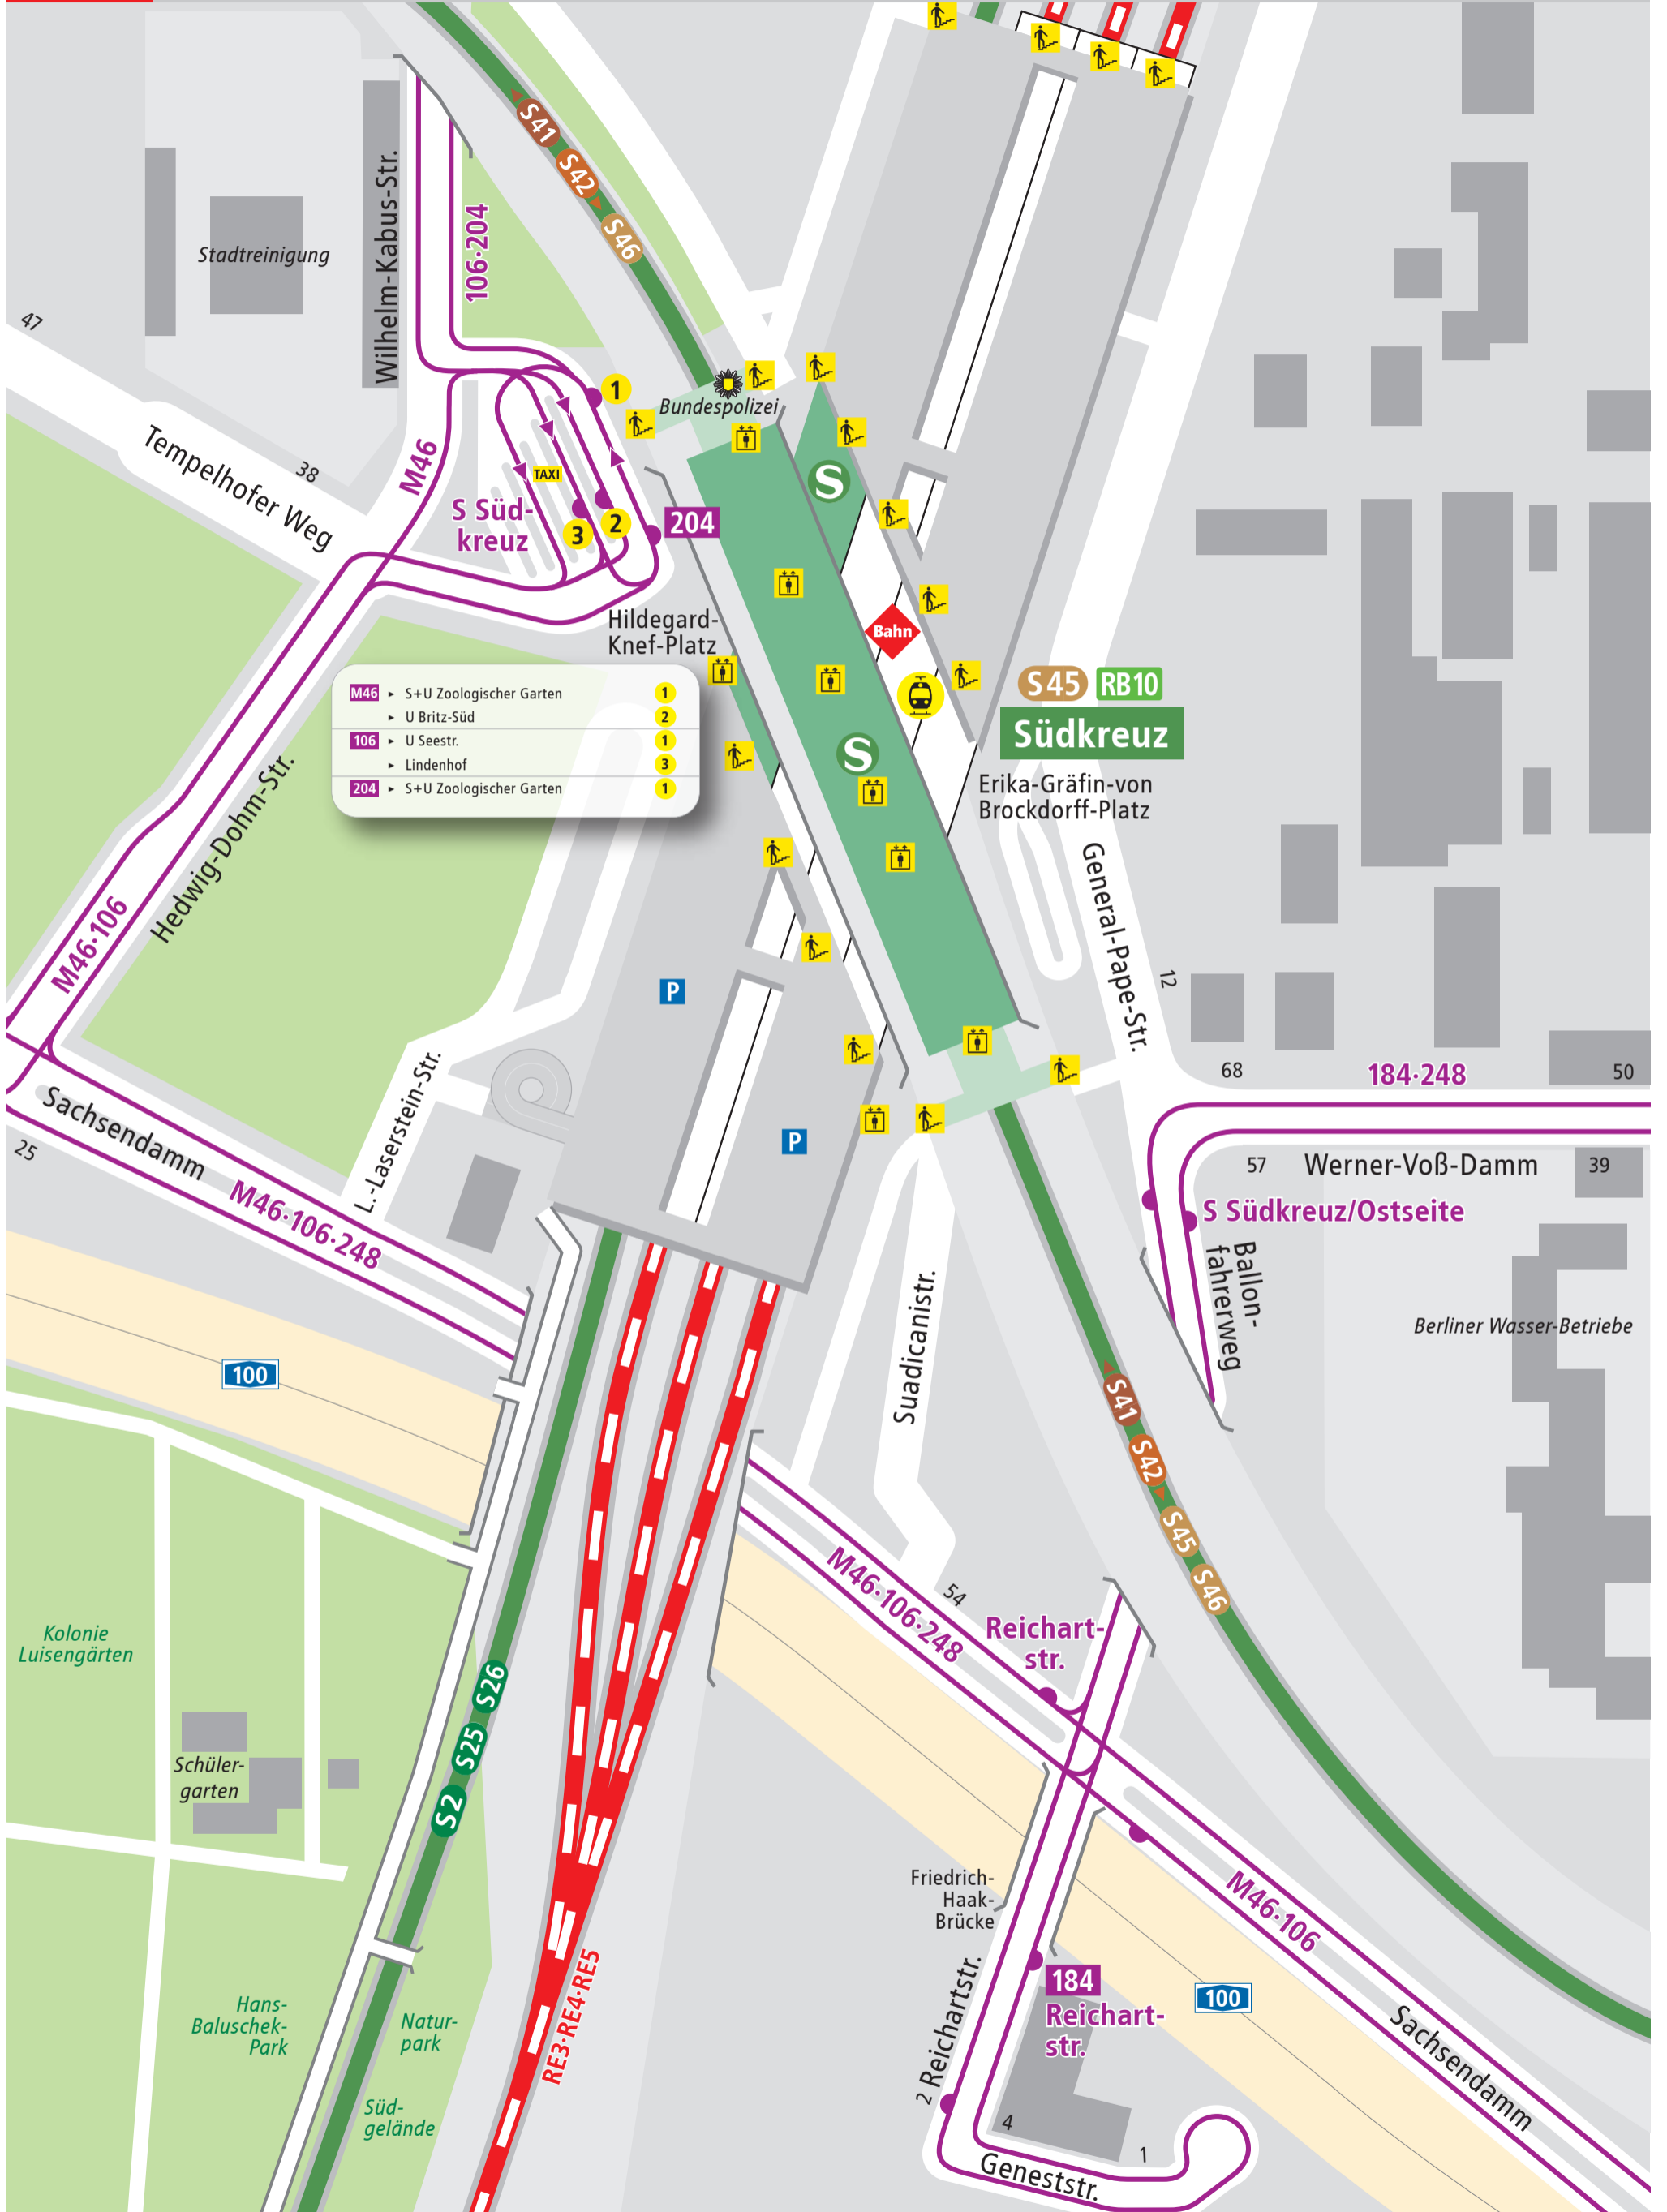 S41
S42
S46
Wilhelm-Kabus-Str.
106·204
Stadtreinigung
47
Tempelhofer Weg
38
M46
TAXI
S Süd-
kreuz
1
2
3
204
Bundespolizei
S
Bahn
Hildegard-
Knef-Platz
M46 ▸ S+U Zoologischer Garten 1
▸ U Britz-Süd 2
106 ▸ U Seestr. 1
▸ Lindenhof 3
204 ▸ S+U Zoologischer Garten 1
S45 RB10
Südkreuz
S
Erika-Gräfin-von
Brockdorff-Platz
Hedwig-Dohm-Str.
M46·106
General-Pape-Str.
12
P
P
L.-Laserstein-Str.
Sachsendamm
25
M46·106·248
68
184·248
50
57
Werner-Voß-Damm
39
S Südkreuz/Ostseite
Ballon-
fahrerweg
Suadicanistr.
Berliner Wasser-Betriebe
100
S41
S42
S45
S46
M46·106·248
54
Reichart-
str.
Kolonie
Luisengärten
Schüler-
garten
S26
S25
S2
Friedrich-
Haak-
Brücke
M46·106
RE3·RE4·RE5
184
Reichart-
str.
100
Sachsendamm
Hans-
Baluschek-
Park
Natur-
park
Süd-
gelände
2 Reichartstr.
4
1
Geneststr.